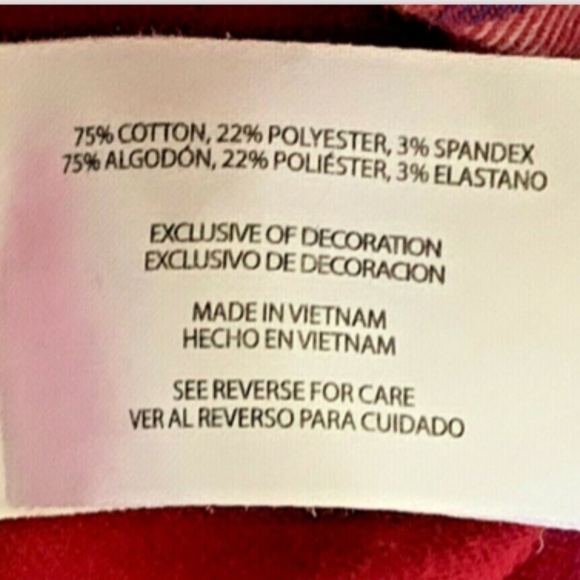 75% COTTON, 22% POLYESTER, 3% SPANDEX
75% ALGODÓN, 22% POLIÉSTER, 3% ELASTANO
EXCLUSIVE OF DECORATION
EXCLUSIVO DE DECORACION
MADE IN VIETNAM
HECHO EN VIETNAM
SEE REVERSE FOR CARE
VER AL REVERSO PARA CUIDADO